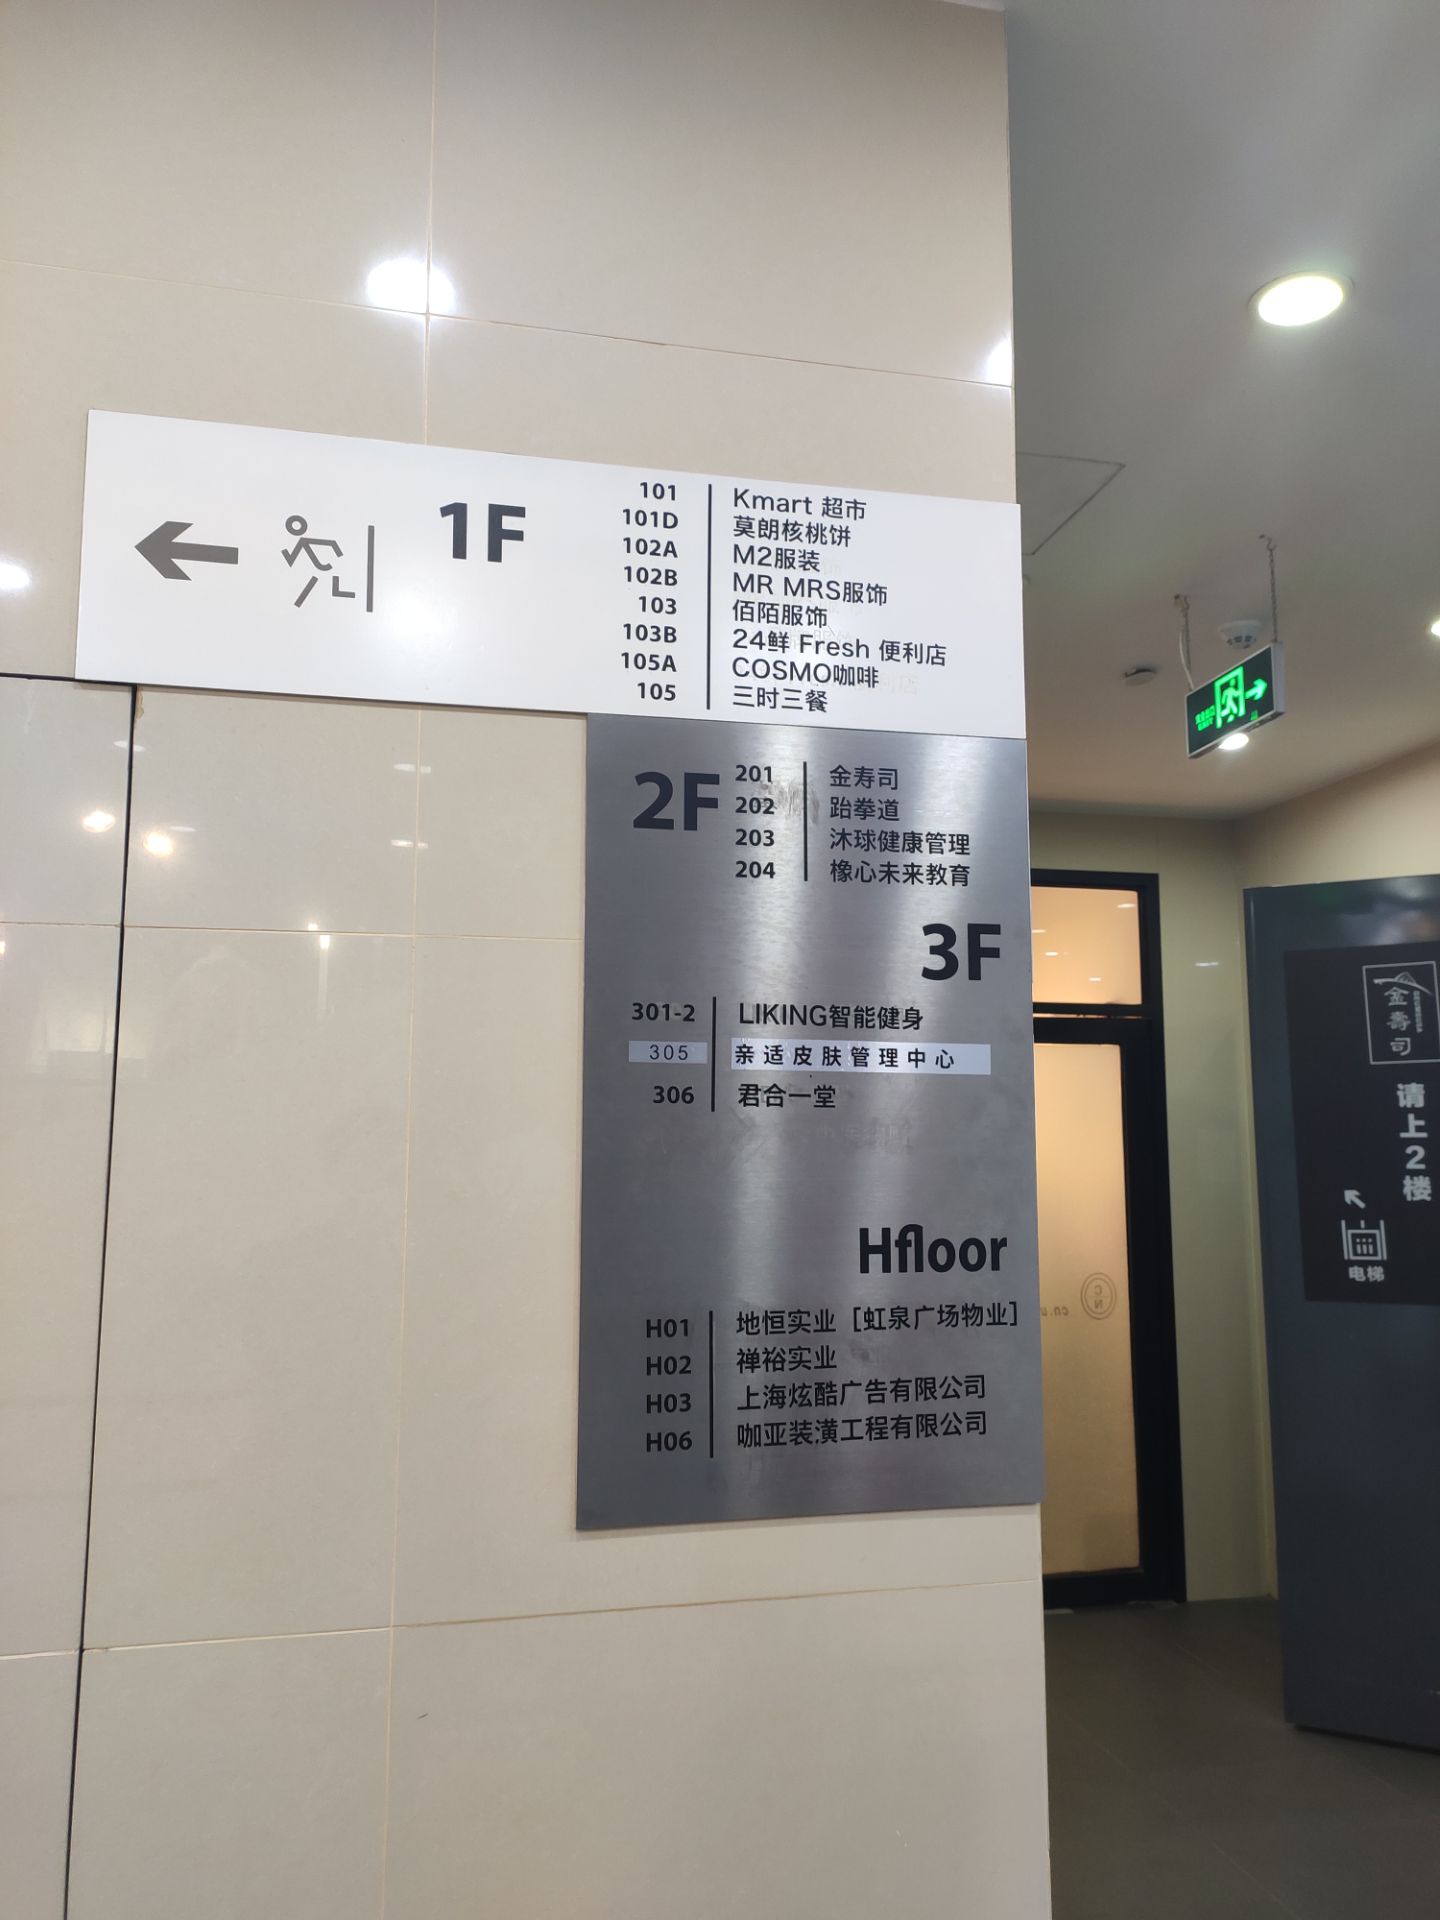 1F
101 Kmart 超市
101D 莫朗核桃饼
102A M2服装
102B MR MRS服饰
103 佰陌服饰
103B 24鲜 Fresh 便利店
105A COSMO咖啡
105 三时三餐
2F
201 金寿司
202 跆拳道
203 沐球健康管理
204 橡心未来教育
3F
301-2 LIKING智能健身
305 亲适皮肤管理中心
306 君合一堂
Hfloor
H01 地恒实业［虹泉广场物业］
H02 禅裕实业
H03 上海炫酷广告有限公司
H06 咖亚装潢工程有限公司
金壽司
请上2楼
电梯